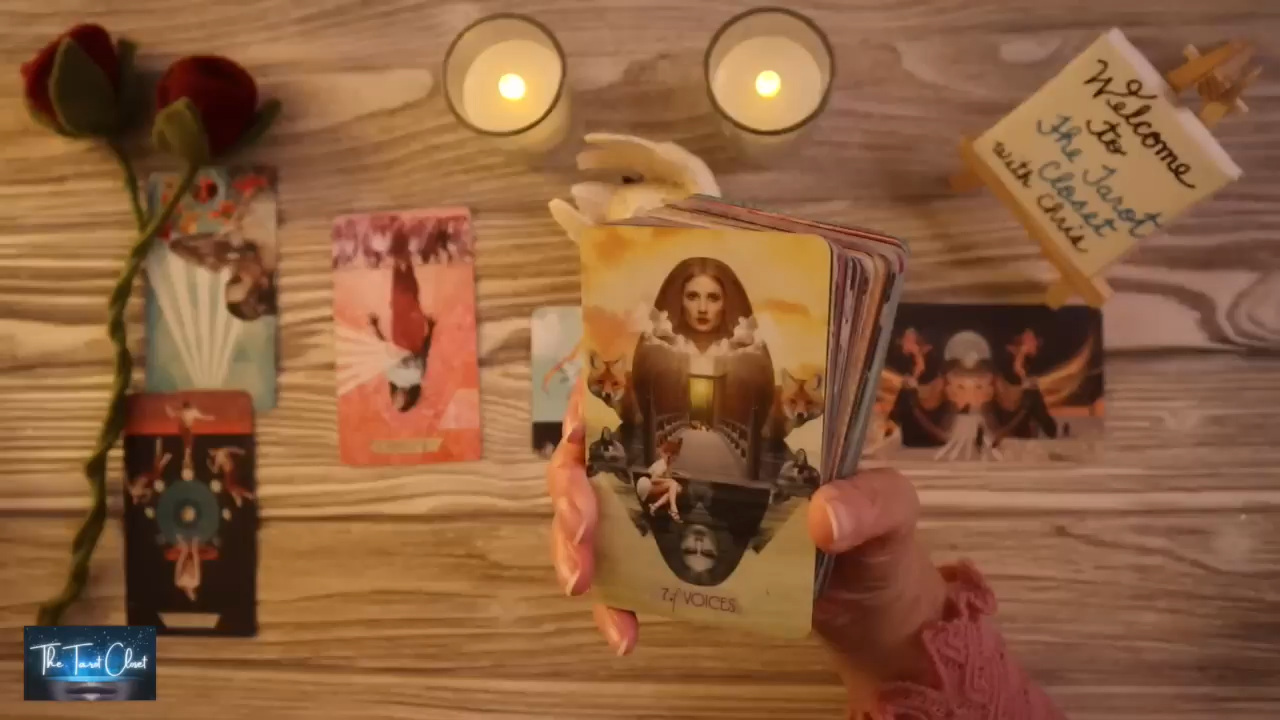 Welcome
to
The Tarot
Closet
with Chris
7 of VOICES
The Tarot Closet